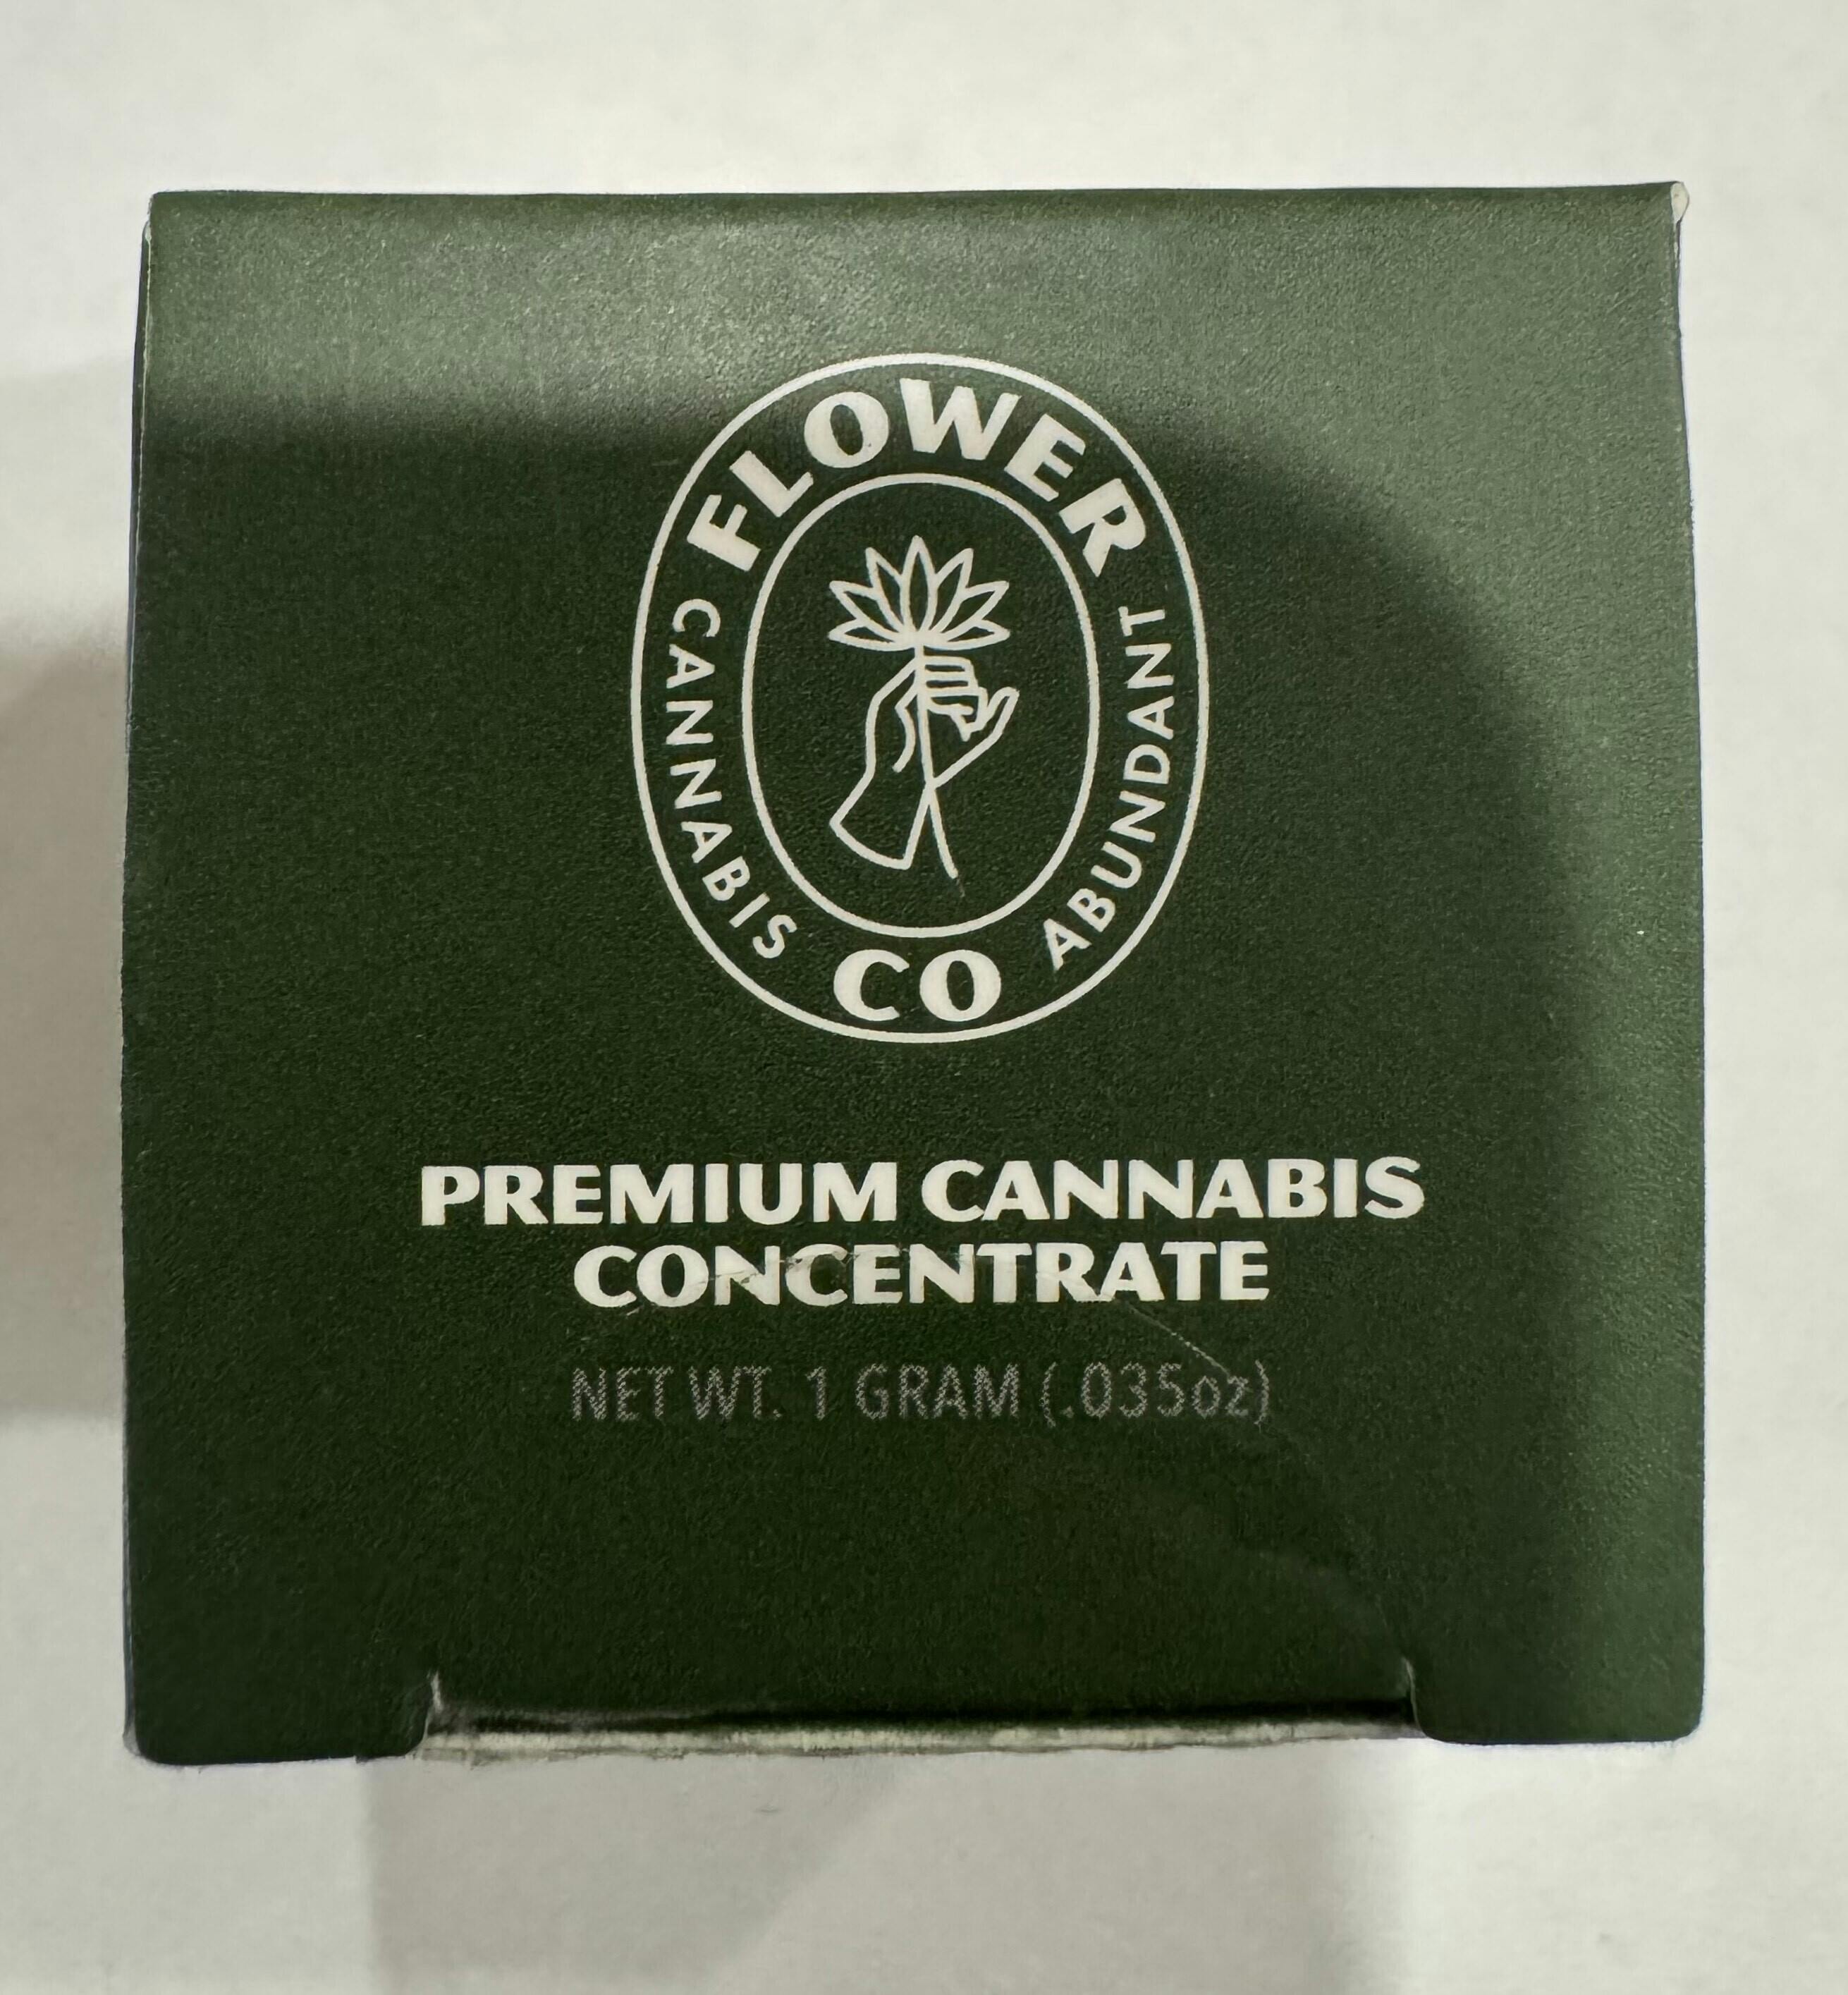 FLOWER
CANNABIS
ABUNDANT
CO
PREMIUM CANNABIS
CONCENTRATE
NET WT. 1 GRAM (.035oz)